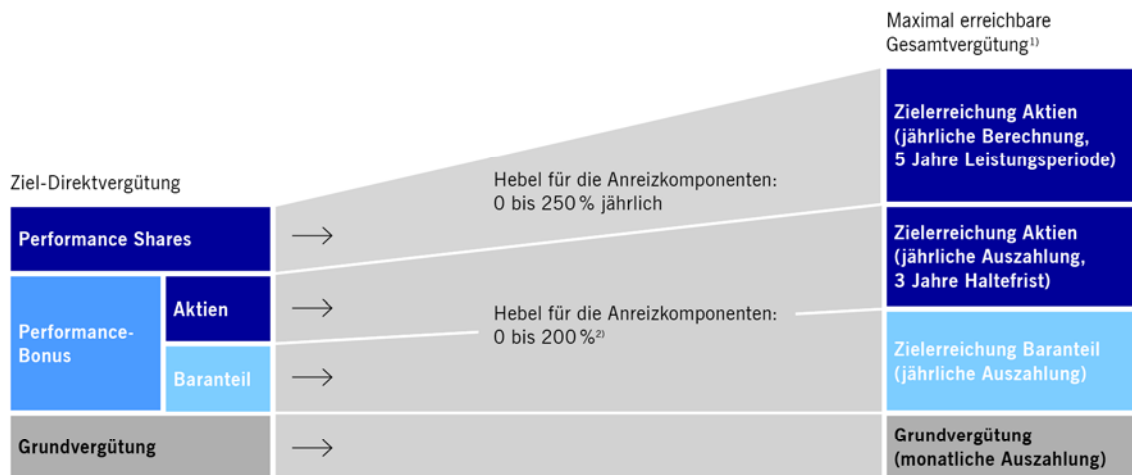 Maximal erreichbare
Gesamtvergütung¹⁾
Ziel-Direktvergütung
Performance Shares
Performance-
Bonus
Aktien
Baranteil
Grundvergütung
→
→
→
→
Hebel für die Anreizkomponenten:
0 bis 250 % jährlich
Hebel für die Anreizkomponenten:
0 bis 200 %²⁾
Zielerreichung Aktien
(jährliche Berechnung,
5 Jahre Leistungsperiode)
Zielerreichung Aktien
(jährliche Auszahlung,
3 Jahre Haltefrist)
Zielerreichung Baranteil
(jährliche Auszahlung)
Grundvergütung
(monatliche Auszahlung)